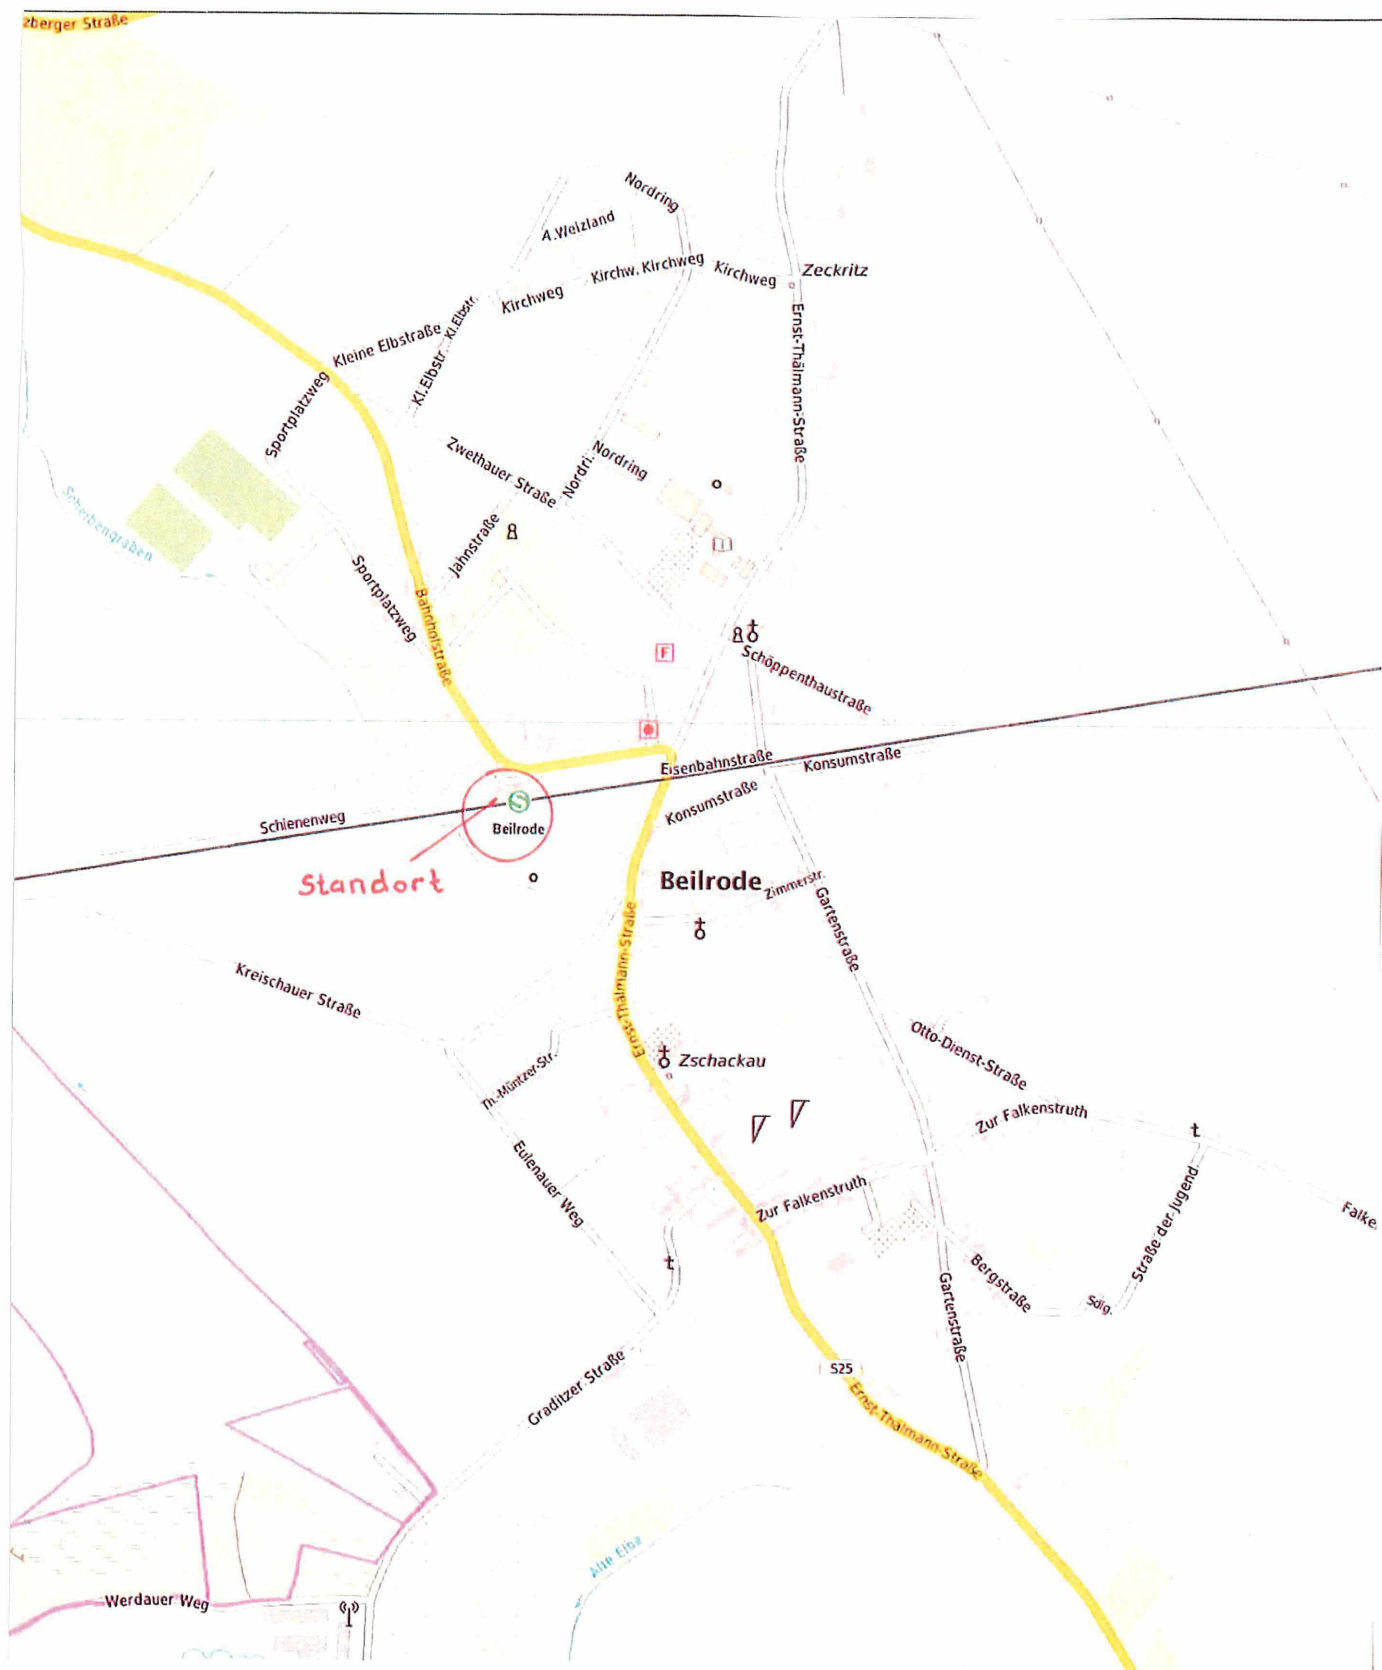 zberger Straße
Nordring
A.Weizland
Kirchw. Kirchweg
Kirchweg
Zeckritz
Kirchweg
Kl.Elbstr.
Kleine Elbstraße
Kl.Elbstr.
Ernst-Thälmann-Straße
Sportplatzweg
Zwethauer Straße
Nordri.
Nordring
Scheibengraben
Jahnstraße
Sportplatzweg
Bahnhofstraße
F
Schöppenthaustraße
Eisenbahnstraße
Konsumstraße
Konsumstraße
S
Beilrode
Schienenweg
Standort
Beilrode
Zimmerstr.
Gartenstraße
Ernst-Thälmann-Straße
Kreischauer Straße
Zschackau
Otto-Dienst-Straße
Th.-Müntzer-Str.
Zur Falkenstruth
Eulenauer Weg
Zur Falkenstruth
Straße der Jugend
Falke
Bergstraße
Sdlg.
Gartenstraße
S25
Graditzer Straße
Ernst-Thälmann-Straße
Alte Elbe
Werdauer Weg